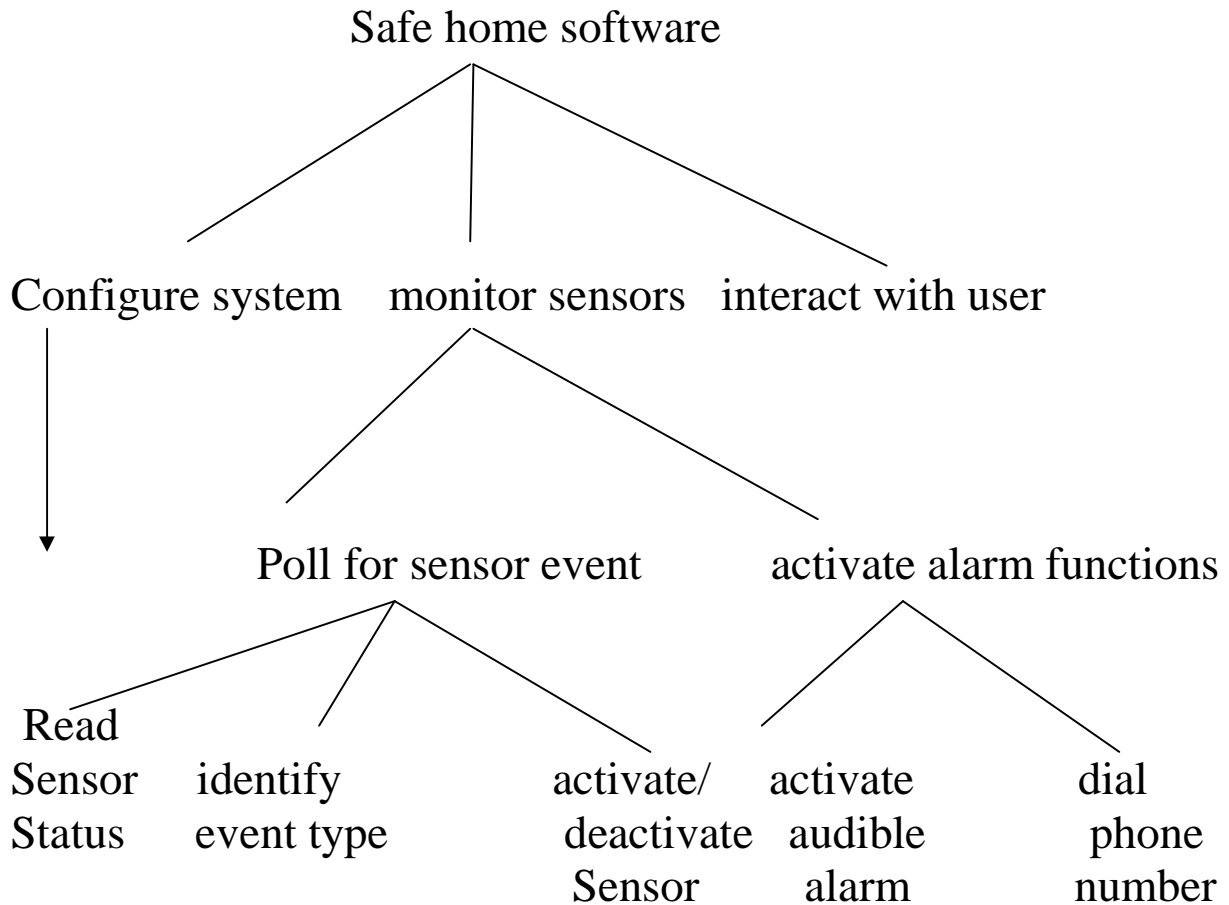 Safe home software
Configure system monitor sensors interact with user
Poll for sensor event activate alarm functions
Read
Sensor
Status
identify
event type
activate/
deactivate
Sensor
activate
audible
alarm
dial
phone
number